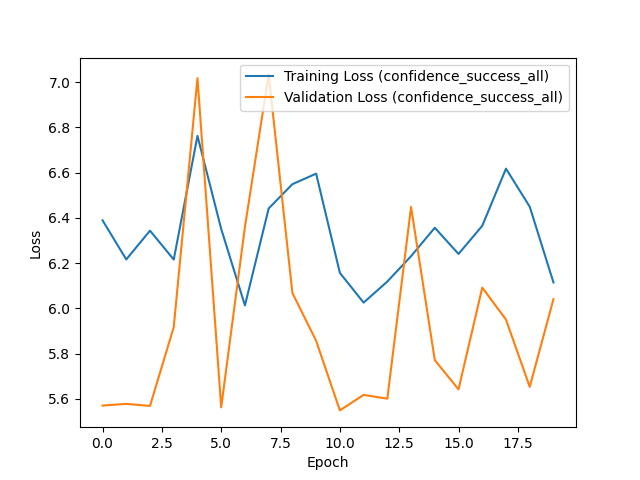 Training Loss (confidence_success_all)
Validation Loss (confidence_success_all)
7.0
6.8
6.6
6.4
6.2
6.0
5.8
5.6
Loss
0.0 2.5 5.0 7.5 10.0 12.5 15.0 17.5
Epoch